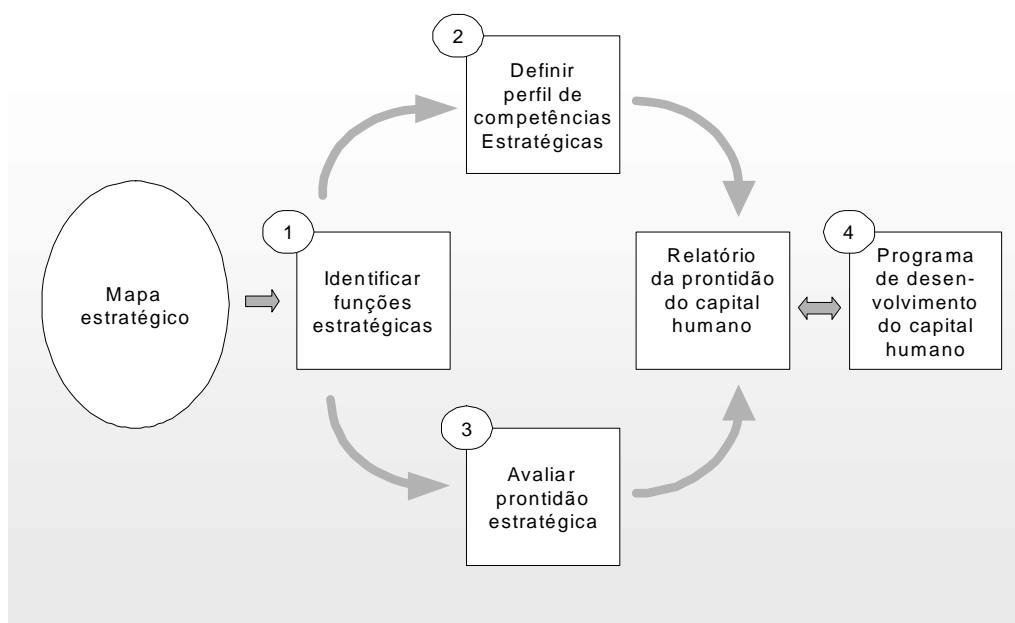 Mapa
estratégico
1
Identificar
funções
estratégicas
2
Definir
perfil de
competências
Estratégicas
3
Avaliar
prontidão
estratégica
Relatório
da prontidão
do capital
humano
4
Programa
de desen-
volvimento
do capital
humano